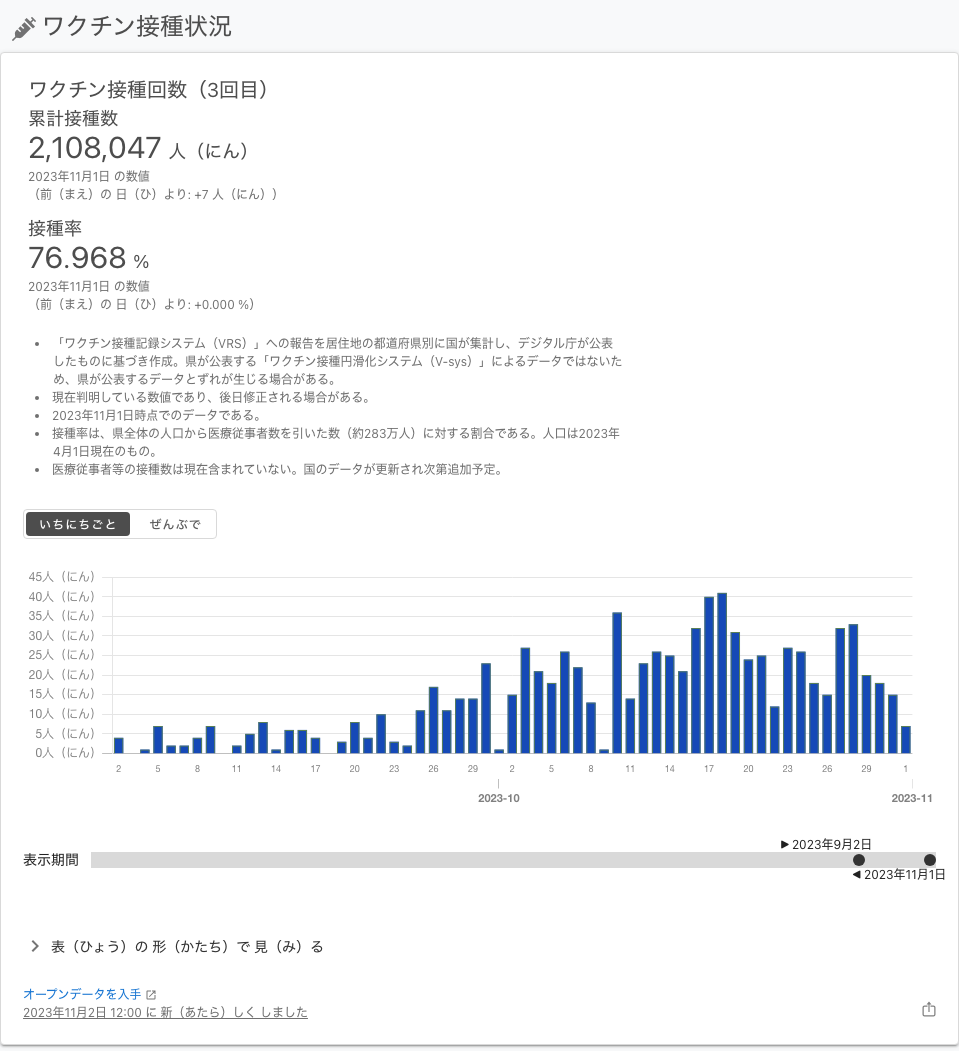 ワクチン接種状況
ワクチン接種回数（3回目）
累計接種数
2,108,047 人（にん）
2023年11月1日 の数値
（前（まえ）の 日（ひ）より: +7 人（にん））
接種率
76.968 %
2023年11月1日 の数値
（前（まえ）の 日（ひ）より: +0.000 %）
• 「ワクチン接種記録システム（VRS）」への報告を居住地の都道府県別に国が集計し、デジタル庁が公表
したものに基づき作成。県が公表する「ワクチン接種円滑化システム（V-sys）」によるデータではないた
め、県が公表するデータとずれが生じる場合がある。
• 現在判明している数値であり、後日修正される場合がある。
• 2023年11月1日時点でのデータである。
• 接種率は、県全体の人口から医療従事者数を引いた数（約283万人）に対する割合である。人口は2023年
4月1日現在のもの。
• 医療従事者等の接種数は現在含まれていない。国のデータが更新され次第追加予定。
いちにちごと ぜんぶで
45人（にん）
40人（にん）
35人（にん）
30人（にん）
25人（にん）
20人（にん）
15人（にん）
10人（にん）
5人（にん）
0人（にん）
2 5 8 11 14 17 20 23 26 29 2 5 8 11 14 17 20 23 26 29 1
2023-10 2023-11
2023年9月2日
表示期間
2023年11月1日
表（ひょう）の 形（かたち）で 見（み）る
オープンデータを入手
2023年11月2日 12:00 に 新（あたら）しく しました